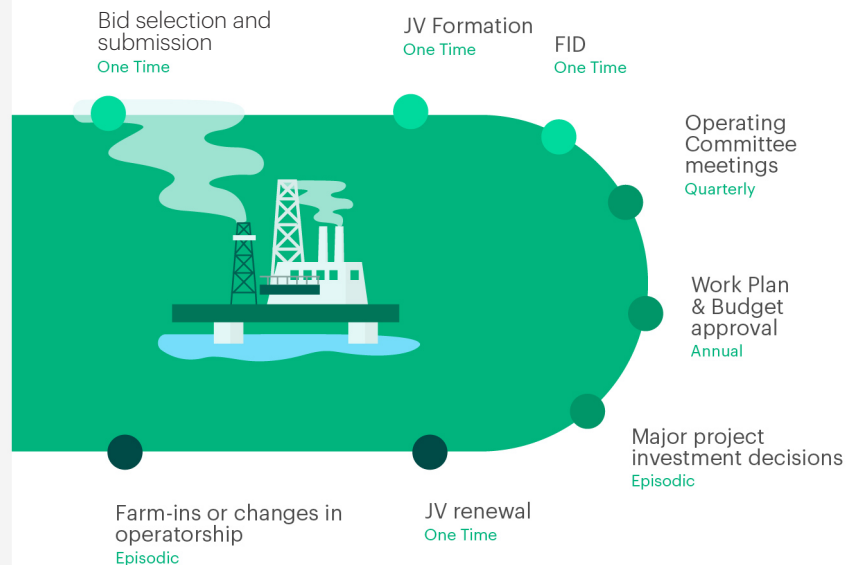 Bid selection and
submission
One Time
JV Formation
One Time
FID
One Time
Operating
Committee
meetings
Quarterly
Work Plan
& Budget
approval
Annual
Major project
investment decisions
Episodic
JV renewal
One Time
Farm-ins or changes in
operatorship
Episodic